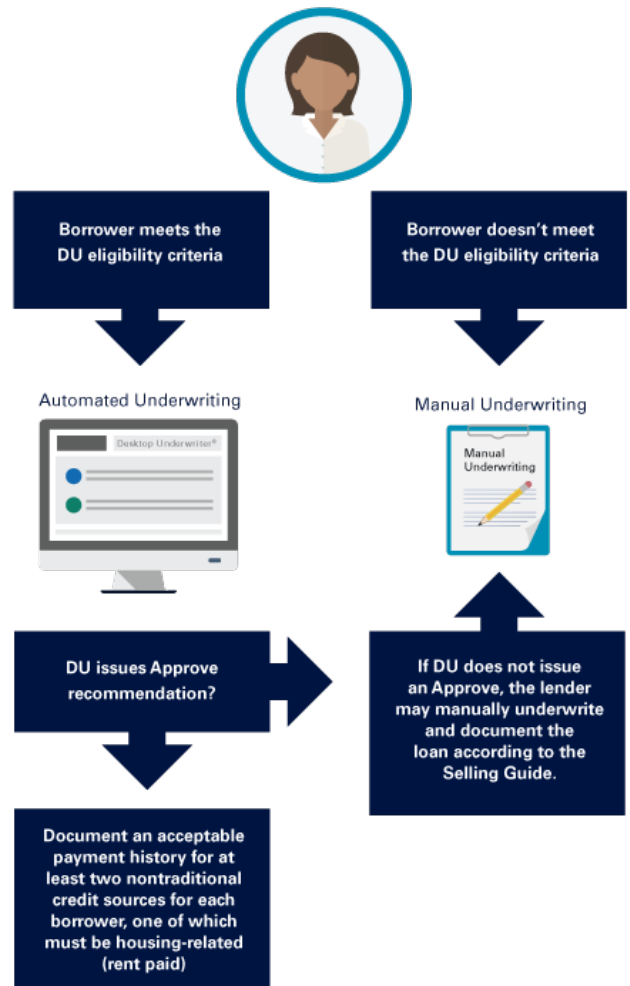 Borrower meets the
DU eligibility criteria
Borrower doesn't meet
the DU eligibility criteria
Automated Underwriting
Desktop Underwriter®
Manual Underwriting
Manual
Underwriting
DU issues Approve
recommendation?
If DU does not issue
an Approve, the lender
may manually underwrite
and document the
loan according to the
Selling Guide.
Document an acceptable
payment history for at
least two nontraditional
credit sources for each
borrower, one of which
must be housing-related
(rent paid)